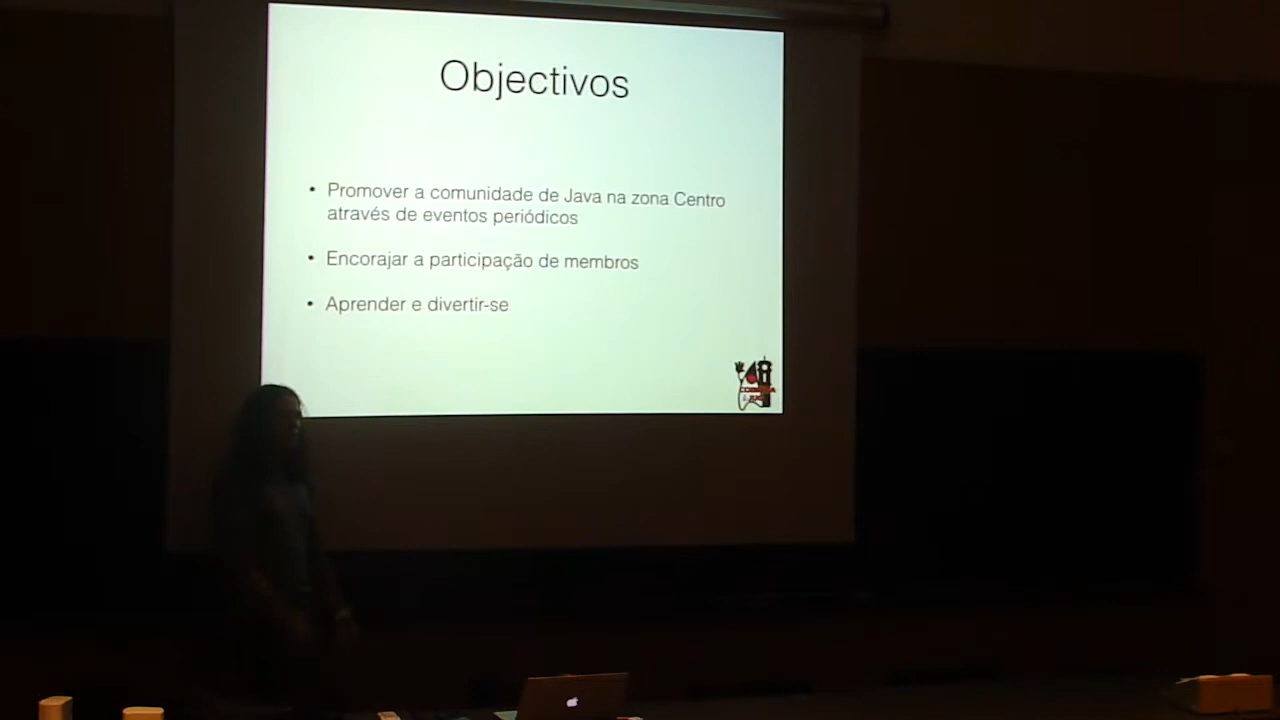 Objectivos
• Promover a comunidade de Java na zona Centro
através de eventos periódicos
• Encorajar a participação de membros
• Aprender e divertir-se